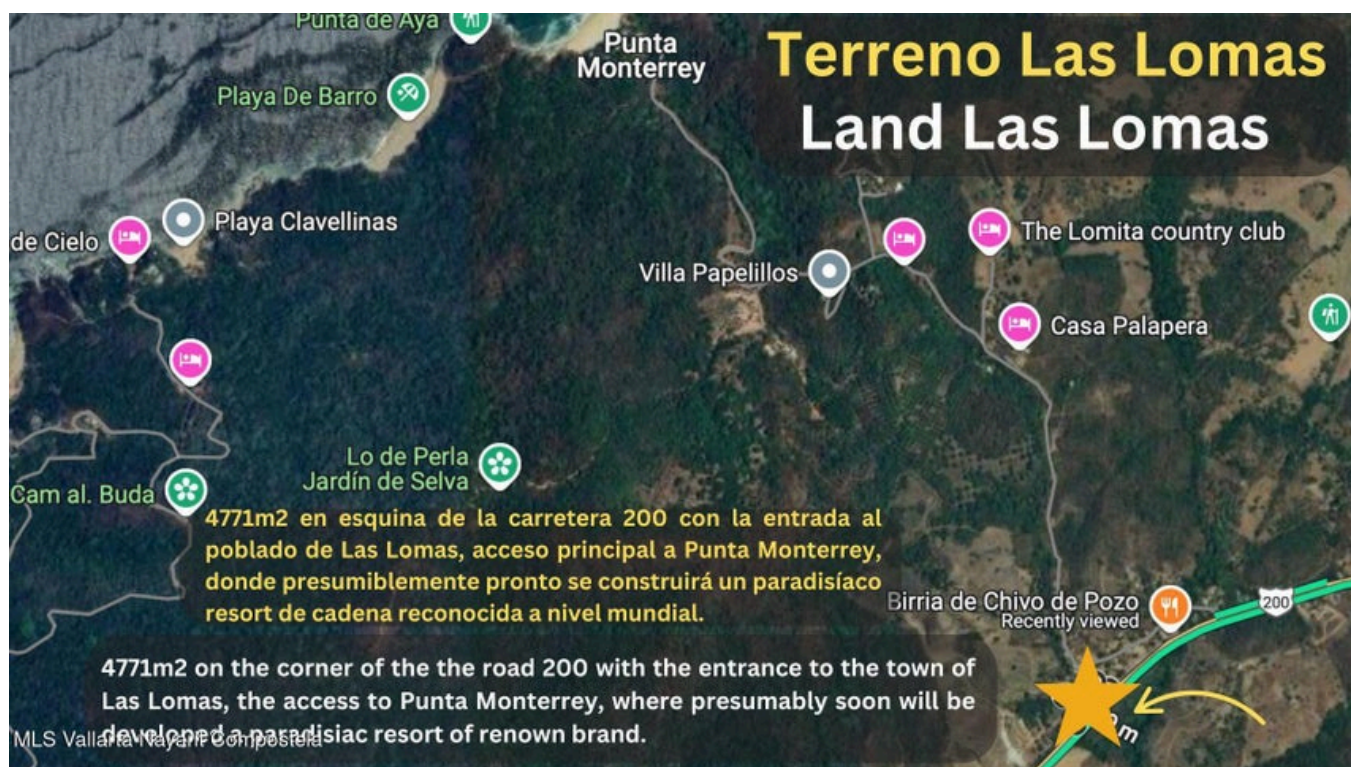 Punta de Aya
Punta
Monterrey
Terreno Las Lomas
Land Las Lomas
Playa De Barro
Playa Clavellinas
de Cielo
The Lomita country club
Villa Papelillos
Casa Palapera
Lo de Perla
Jardín de Selva
Cam al. Buda
4771m2 en esquina de la carretera 200 con la entrada al
poblado de Las Lomas, acceso principal a Punta Monterrey,
donde presumiblemente pronto se construirá un paradisíaco
resort de cadena reconocida a nivel mundial.
Birria de Chivo de Pozo
Recently viewed
200
4771m2 on the corner of the the road 200 with the entrance to the town of
Las Lomas, the access to Punta Monterrey, where presumably soon will be
developed a paradisiac resort of renown brand.
MLS Vallarta Nayarit Compostela